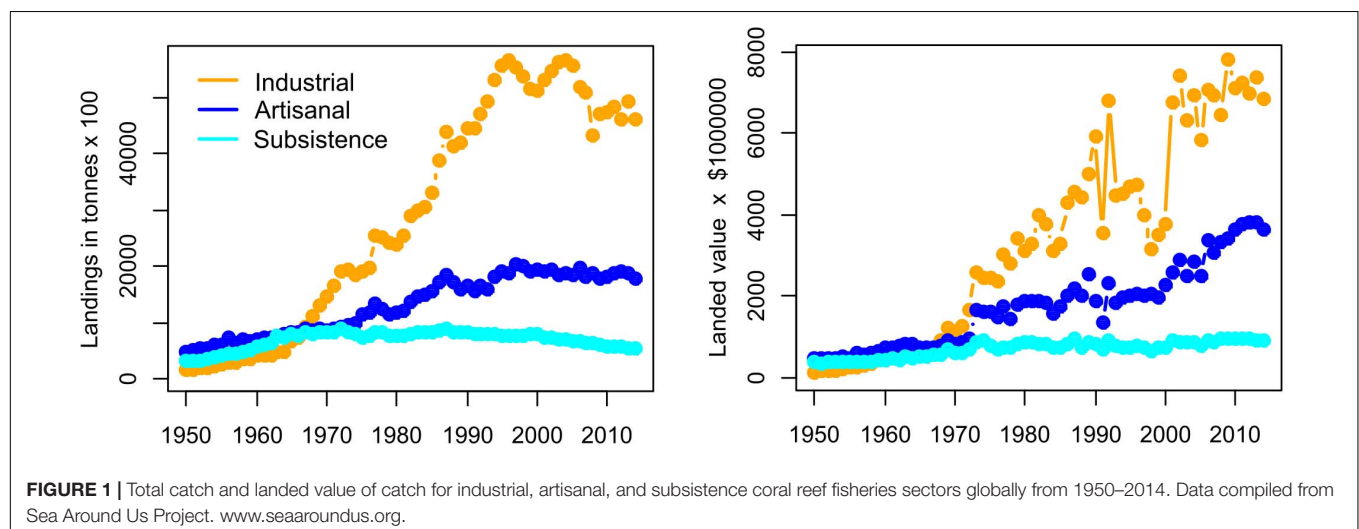 Landings in tonnes x 100
0
20000
40000
Industrial
Artisanal
Subsistence
1950 1960 1970 1980 1990 2000 2010
Landed value x $1000000
0
2000
4000
6000
8000
1950 1960 1970 1980 1990 2000 2010
FIGURE 1 | Total catch and landed value of catch for industrial, artisanal, and subsistence coral reef fisheries sectors globally from 1950–2014. Data compiled from
Sea Around Us Project. www.seaaroundus.org.